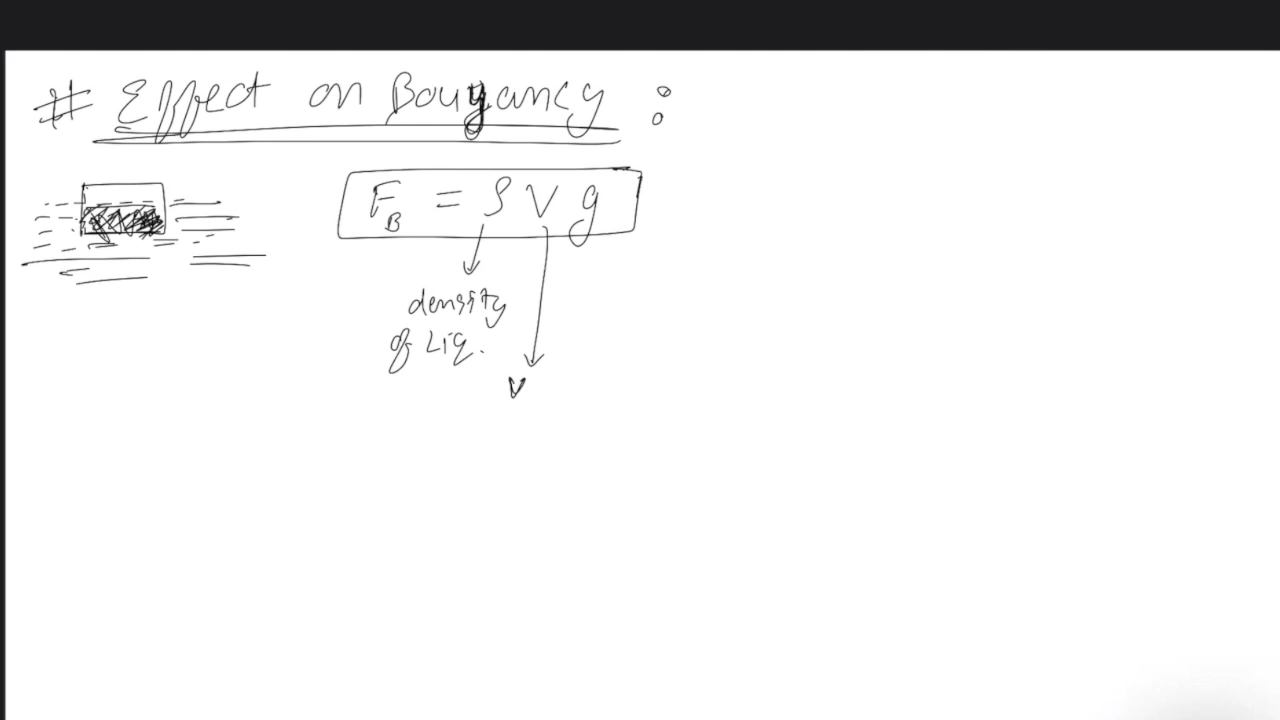 # Effect on Bouyancy :
F_B = ρ V g
density
of Liq.
V